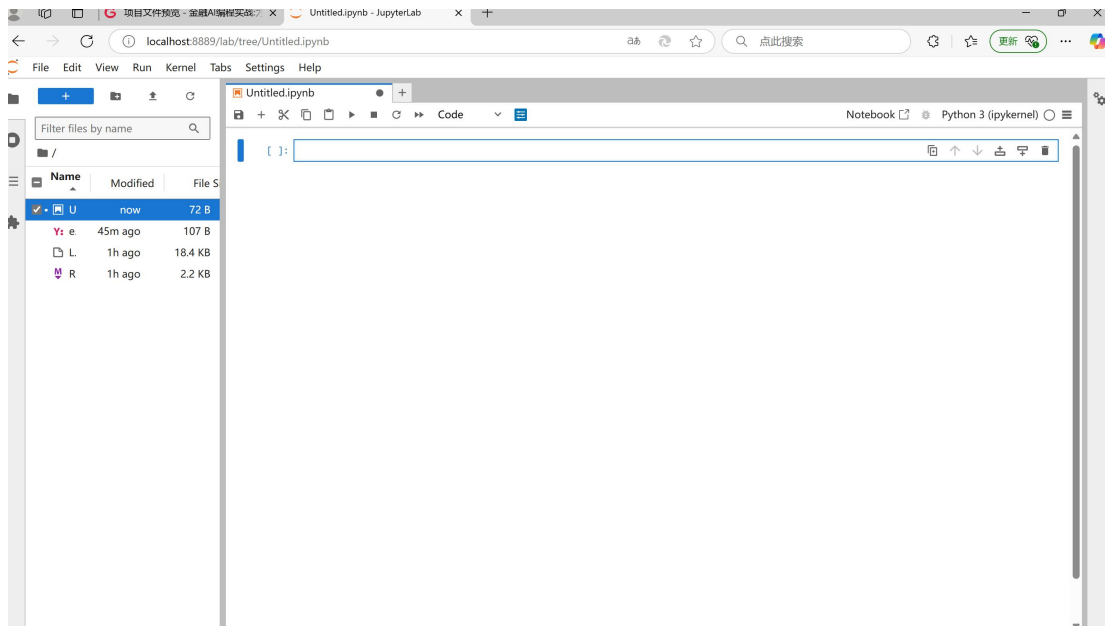 项目文件预览 - 金融AI编程实战:
Untitled.ipynb - JupyterLab
localhost:8889/lab/tree/Untitled.ipynb
aあ
点此搜索
更新
File Edit View Run Kernel Tabs Settings Help
Untitled.ipynb
Code
Notebook
Python 3 (ipykernel)
Filter files by name
/
[ ]:
Name Modified File S
U now 72 B
Y: e. 45m ago 107 B
L. 1h ago 18.4 KB
M R 1h ago 2.2 KB